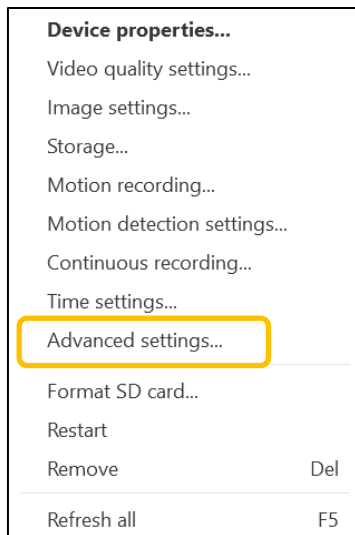 Device properties...
Video quality settings...
Image settings...
Storage...
Motion recording...
Motion detection settings...
Continuous recording...
Time settings...
Advanced settings...
Format SD card...
Restart
Remove Del
Refresh all F5